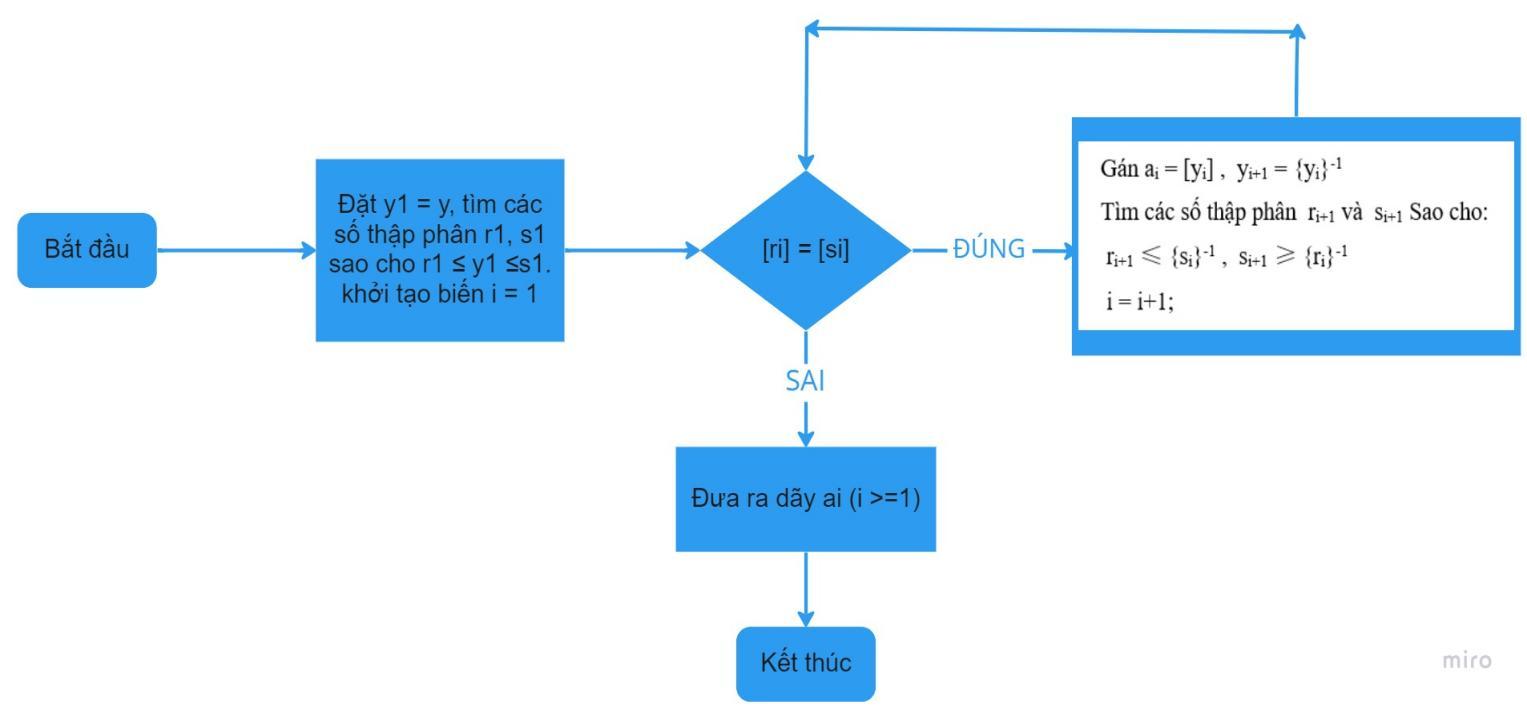 Bắt đầu
Đặt y1 = y, tìm các
số thập phân r1, s1
sao cho r1 ≤ y1 ≤s1.
khởi tạo biến i = 1
[ri] = [si]
ĐÚNG
Gán aᵢ = [yᵢ] , yᵢ₊₁ = {yᵢ}⁻¹
Tìm các số thập phân rᵢ₊₁ và sᵢ₊₁ Sao cho:
rᵢ₊₁ ⩽ {sᵢ}⁻¹ , sᵢ₊₁ ⩾ {rᵢ}⁻¹
i = i+1;
SAI
Đưa ra dãy ai (i >=1)
Kết thúc
miro